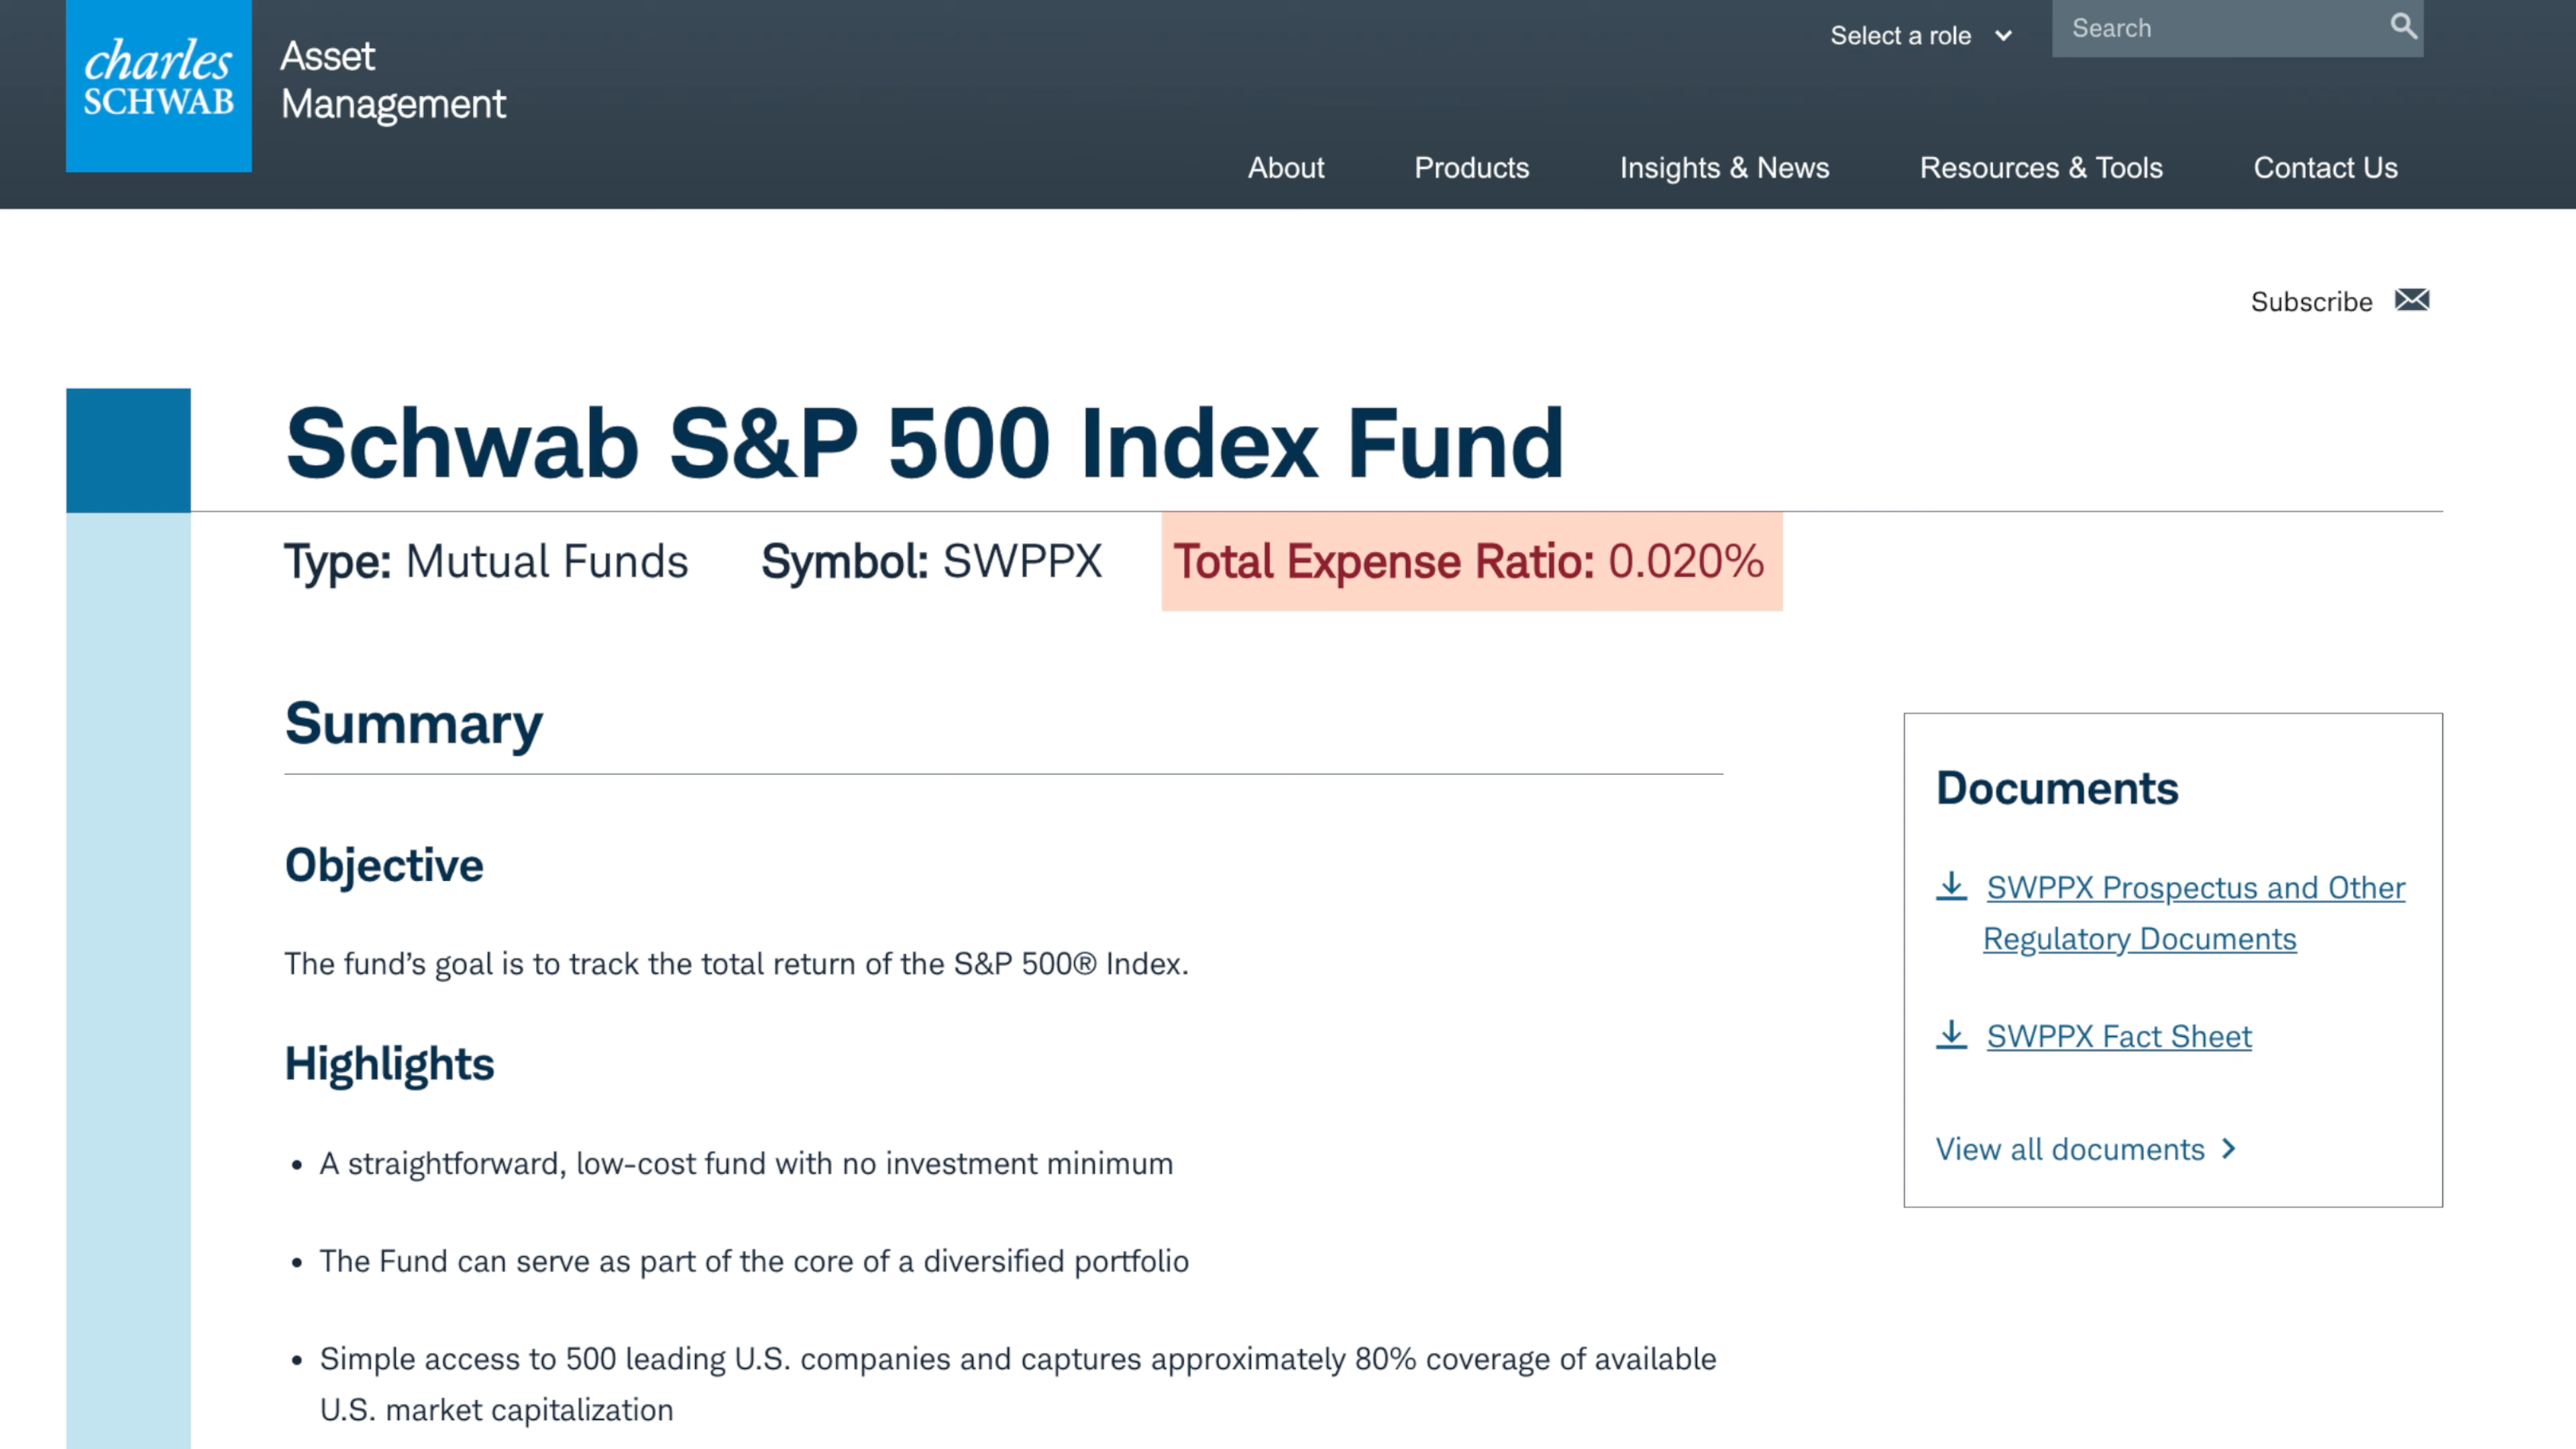 charles
SCHWAB
Asset
Management
Select a role
Search
About Products Insights & News Resources & Tools Contact Us
Subscribe
Schwab S&P 500 Index Fund
Type: Mutual Funds Symbol: SWPPX Total Expense Ratio: 0.020%
Summary
Objective
The fund’s goal is to track the total return of the S&P 500® Index.
Highlights
• A straightforward, low-cost fund with no investment minimum
• The Fund can serve as part of the core of a diversified portfolio
• Simple access to 500 leading U.S. companies and captures approximately 80% coverage of available
U.S. market capitalization
Documents
SWPPX Prospectus and Other
Regulatory Documents
SWPPX Fact Sheet
View all documents